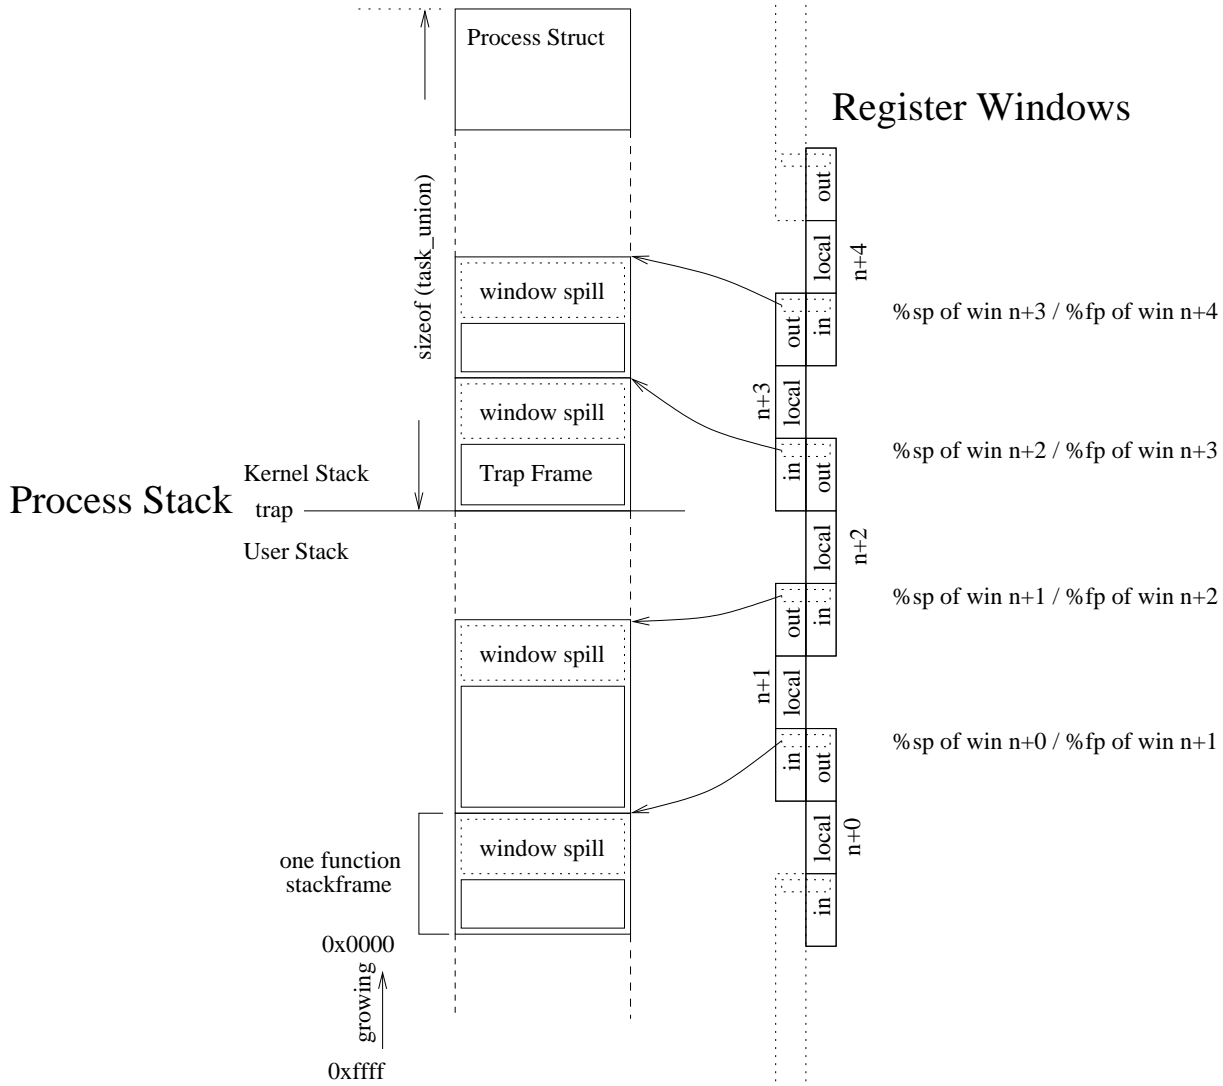 Process Struct
Register Windows
sizeof (task_union)
out
local
n+4
window spill
out
in
%sp of win n+3 / %fp of win n+4
n+3
local
window spill
%sp of win n+2 / %fp of win n+3
Kernel Stack
Trap Frame
in
out
Process Stack
trap
User Stack
local
n+2
%sp of win n+1 / %fp of win n+2
out
in
window spill
n+1
local
%sp of win n+0 / %fp of win n+1
in
out
one function
stackframe
window spill
local
n+0
in
0x0000
growing
0xffff